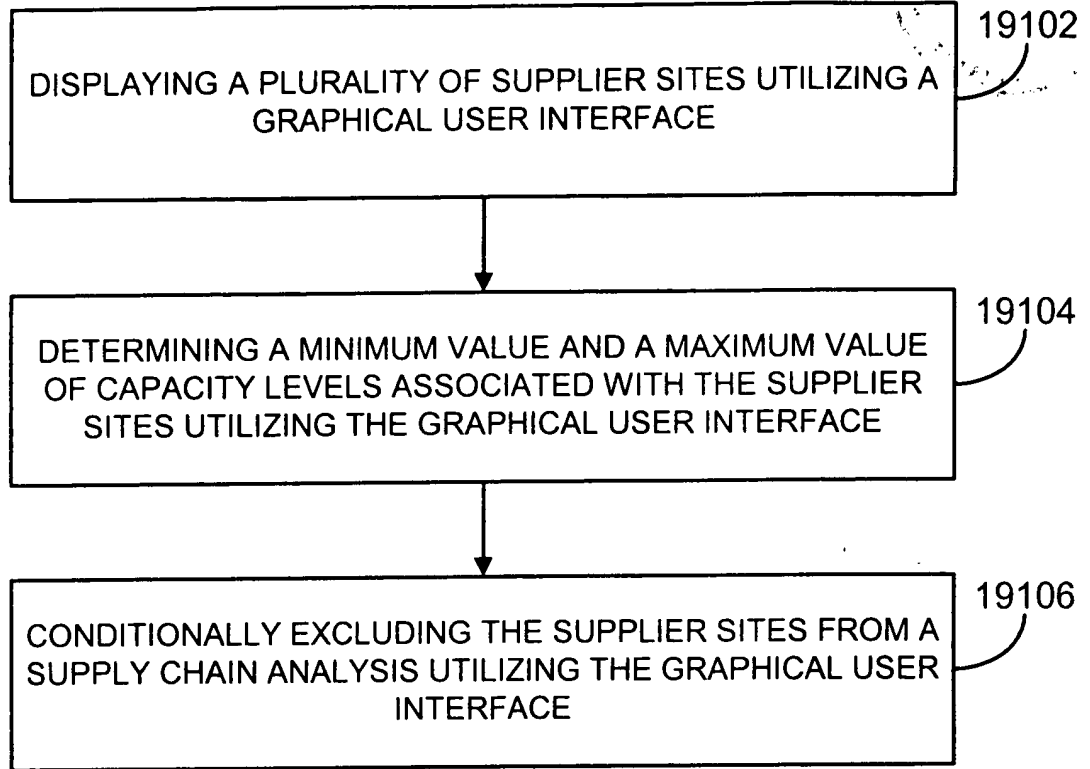 19102
DISPLAYING A PLURALITY OF SUPPLIER SITES UTILIZING A
GRAPHICAL USER INTERFACE
19104
DETERMINING A MINIMUM VALUE AND A MAXIMUM VALUE
OF CAPACITY LEVELS ASSOCIATED WITH THE SUPPLIER
SITES UTILIZING THE GRAPHICAL USER INTERFACE
19106
CONDITIONALLY EXCLUDING THE SUPPLIER SITES FROM A
SUPPLY CHAIN ANALYSIS UTILIZING THE GRAPHICAL USER
INTERFACE